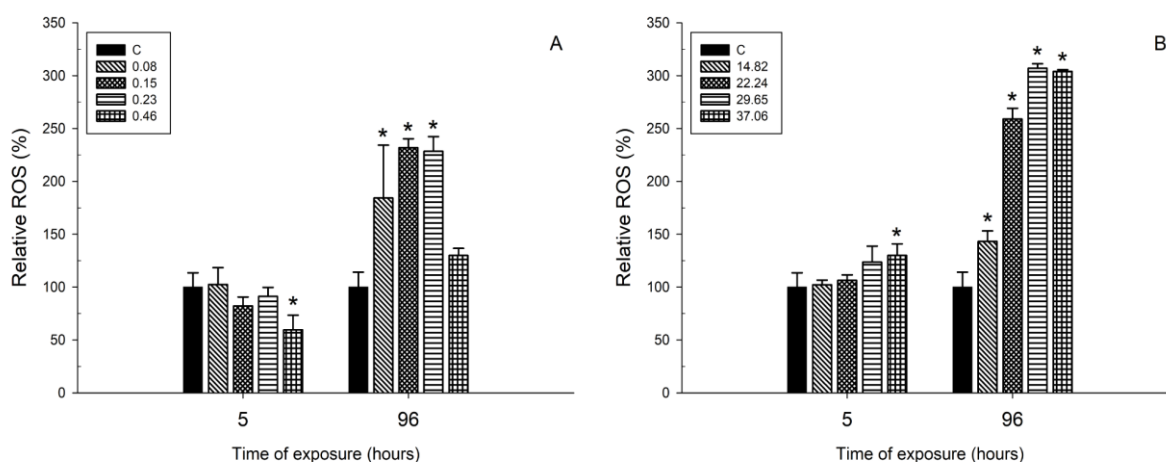 A
C
0.08
0.15
0.23
0.46
350
300
250
200
150
100
50
0
Relative ROS (%)
* * * *
5
96
Time of exposure (hours)
B
C
14.82
22.24
29.65
37.06
350
300
250
200
150
100
50
0
Relative ROS (%)
* * * * *
5
96
Time of exposure (hours)